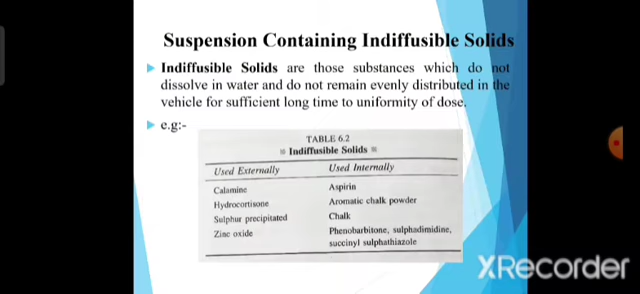 Suspension Containing Indiffusible Solids
Indiffusible Solids are those substances which do not
dissolve in water and do not remain evenly distributed in the
vehicle for sufficient long time to uniformity of dose.
e.g:-
TABLE 6.2
Indiffusible Solids
Used Externally Used Internally
Calamine Aspirin
Hydrocortisone Aromatic chalk powder
Sulphur precipitated Chalk
Zinc oxide Phenobarbitone, sulphadimidine,
succinyl sulphathiazole
XRecorder